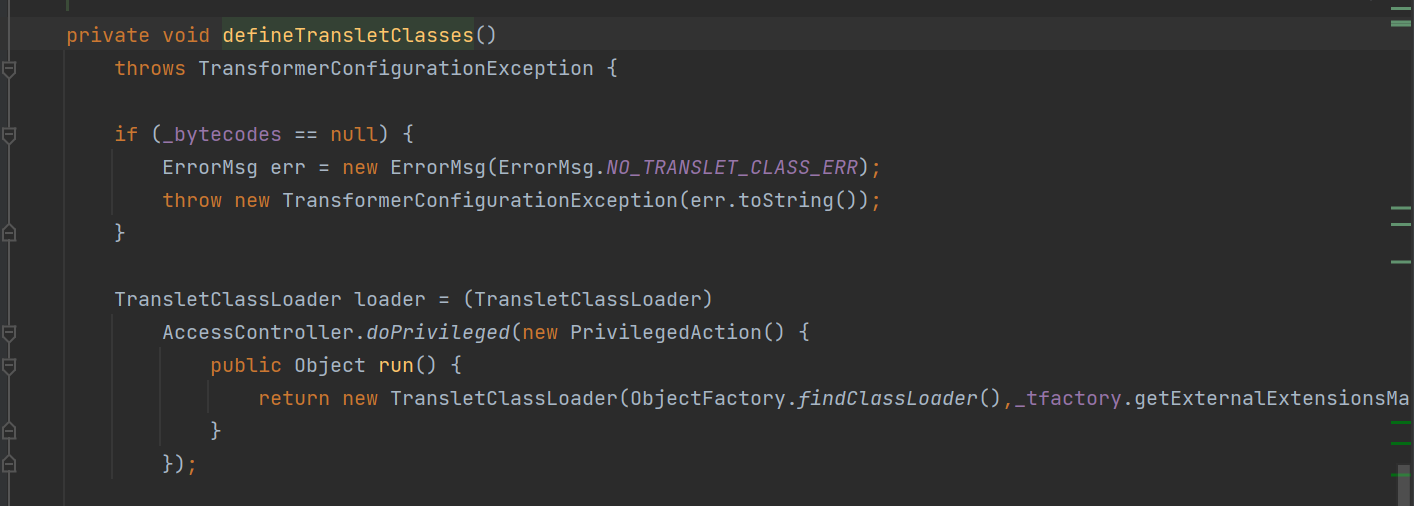 private void defineTransletClasses()
throws TransformerConfigurationException {
if (_bytecodes == null) {
ErrorMsg err = new ErrorMsg(ErrorMsg.NO_TRANSLET_CLASS_ERR);
throw new TransformerConfigurationException(err.toString());
}
TransletClassLoader loader = (TransletClassLoader)
AccessController.doPrivileged(new PrivilegedAction() {
public Object run() {
return new TransletClassLoader(ObjectFactory.findClassLoader(),_tfactory.getExternalExtensionsMa
}
});